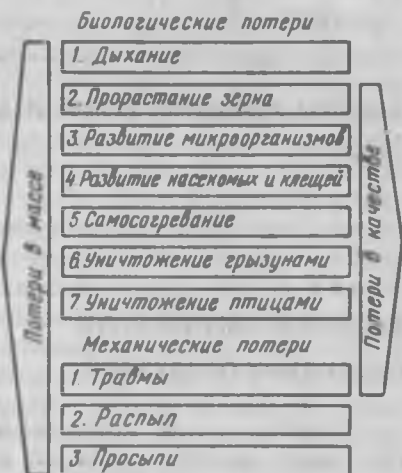 Биологические потери
1. Дыхание
2. Прорастание зерна
3. Развитие микроорганизмов
4 Развитие насекомых и клещей
5 Самосогревание
6. Уничтожение грызунами
7. Уничтожение птицами
Механические потери
1. Травмы
2. Распыл
3 Просыпи
Потери в массе
Потери в качестве